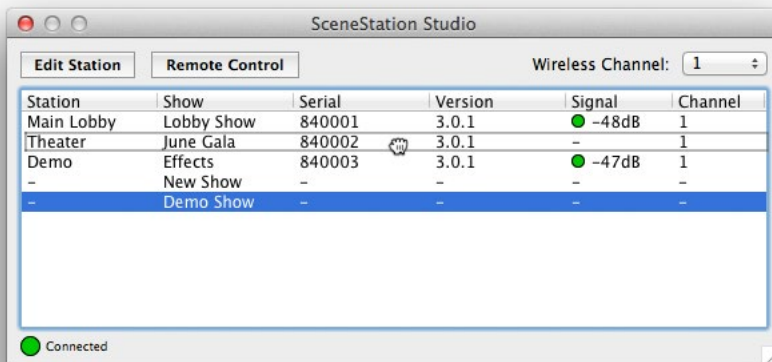 SceneStation Studio
Edit Station Remote Control Wireless Channel: 1
Station Show Serial Version Signal Channel
Main Lobby Lobby Show 840001 3.0.1 -48dB 1
Theater June Gala 840002 3.0.1 - 1
Demo Effects 840003 3.0.1 -47dB 1
- New Show - - - -
- Demo Show - - - -
Connected